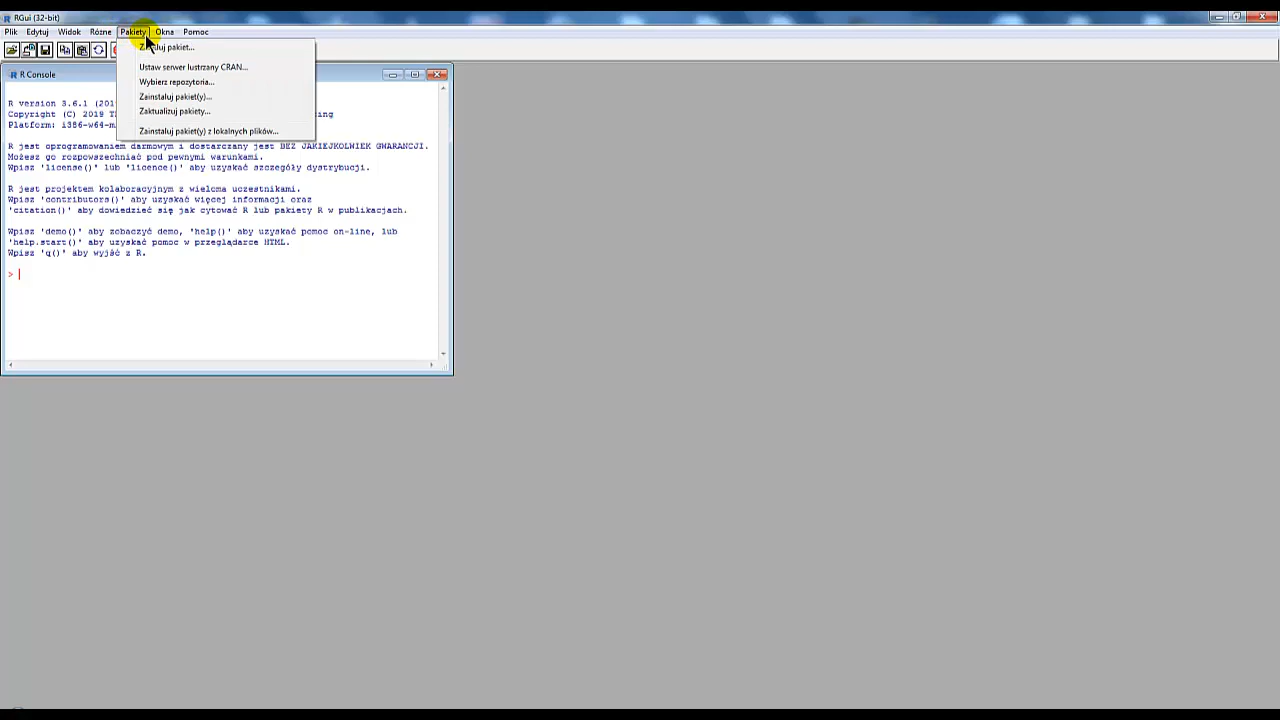 RGui (32-bit)
Plik Edytuj Widok Różne Pakiety Okna Pomoc
pakiet...
Ustaw serwer lustrzany CRAN...
Wybierz repozytoria...
Zainstaluj pakiet(y)...
Zaktualizuj pakiety...
Zainstaluj pakiet(y) z lokalnych plików...
R Console
R version 3.6.1
Copyright (C) 2019
Platform:
R jest oprogramowaniem darmowym i dostarczany jest BEZ JAKIEJKOLWIEK GWARANCJI.
Możesz go rozpowszechniać pod pewnymi warunkami.
Wpisz 'license()' lub 'licence()' aby uzyskać szczegóły dystrybucji.
R jest projektem kolaboracyjnym z wieloma uczestnikami.
Wpisz 'contributors()' aby uzyskać więcej informacji oraz
'citation()' aby dowiedzieć się jak cytować R lub pakiety R w publikacjach.
Wpisz 'demo()' aby zobaczyć demo, 'help()' aby uzyskać pomoc on-line, lub
'help.start()' aby uzyskać pomoc w przeglądarce HTML.
Wpisz 'q()' aby wyjść z R.
>